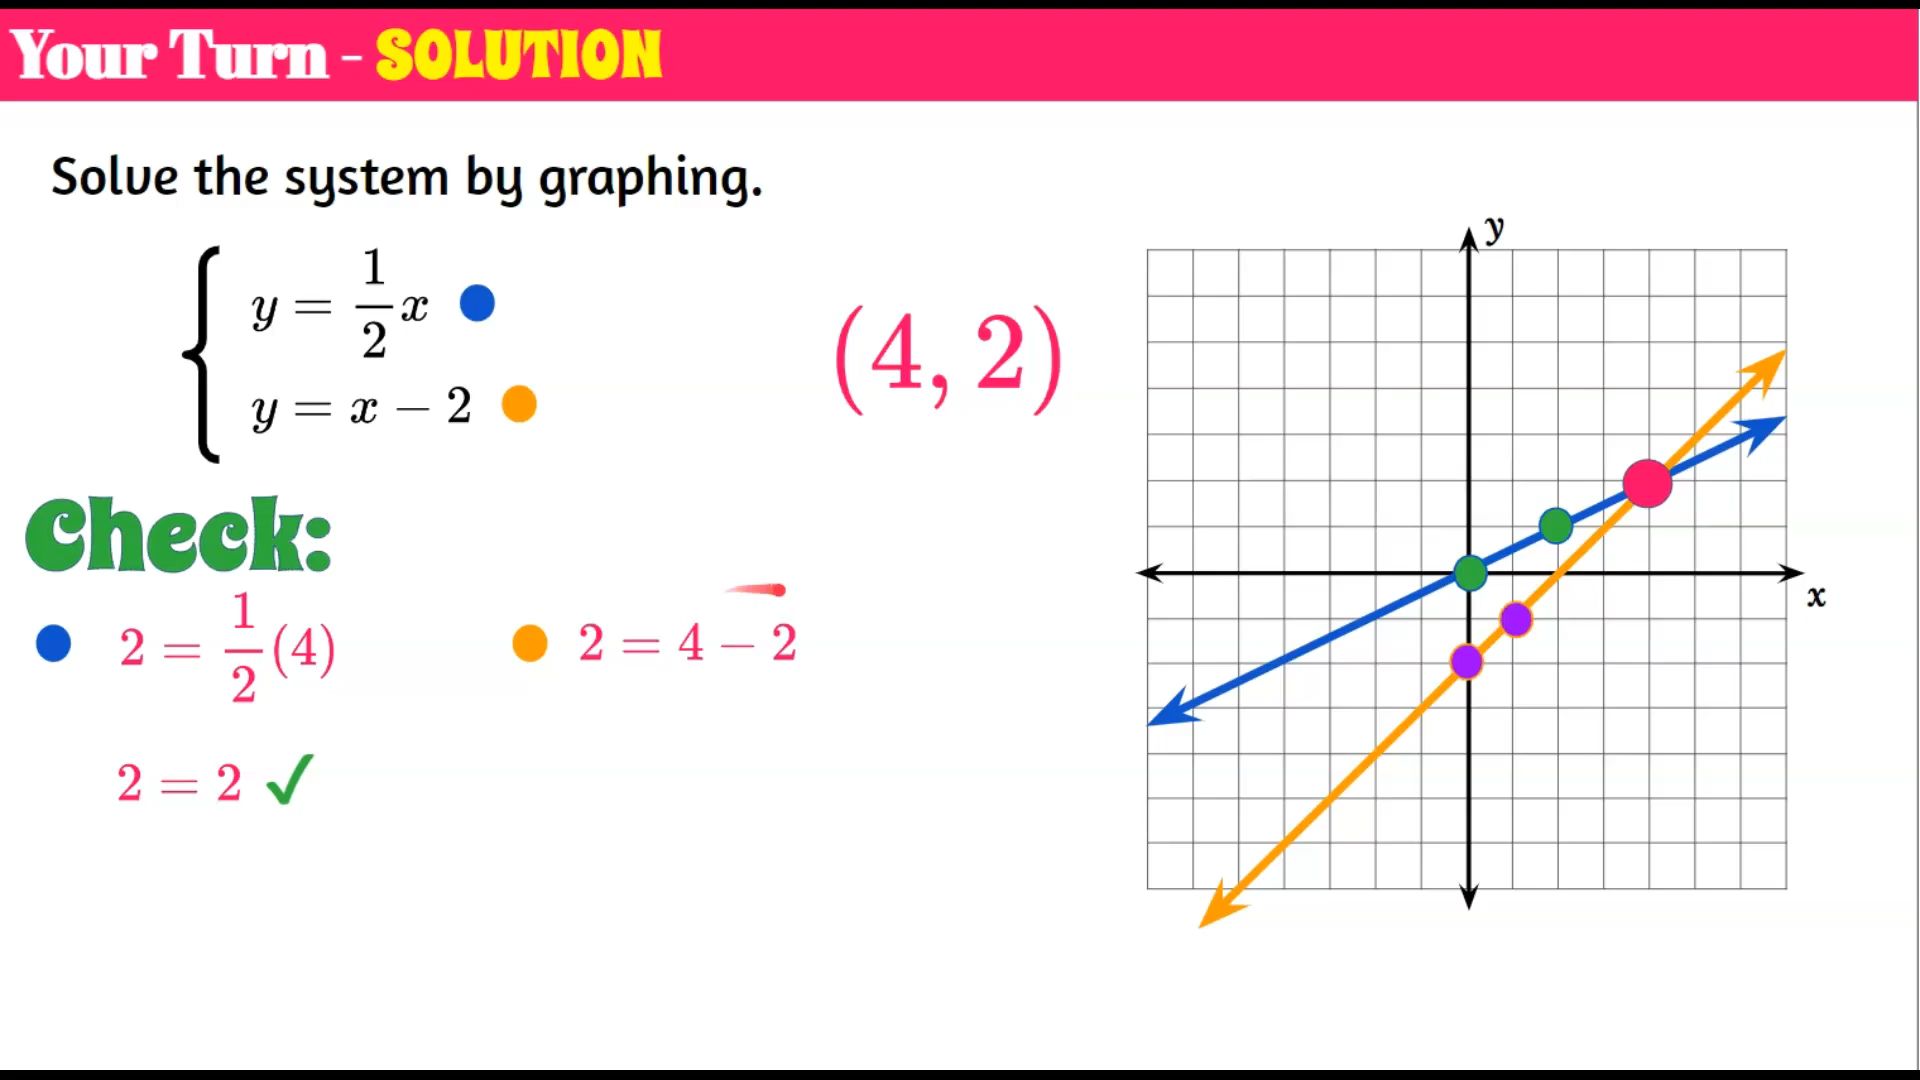 Your Turn - SOLUTION
Solve the system by graphing.
y = 1/2 x
y = x - 2
(4, 2)
y
x
Check:
2 = 1/2 (4)
2 = 4 - 2
2 = 2 ✓